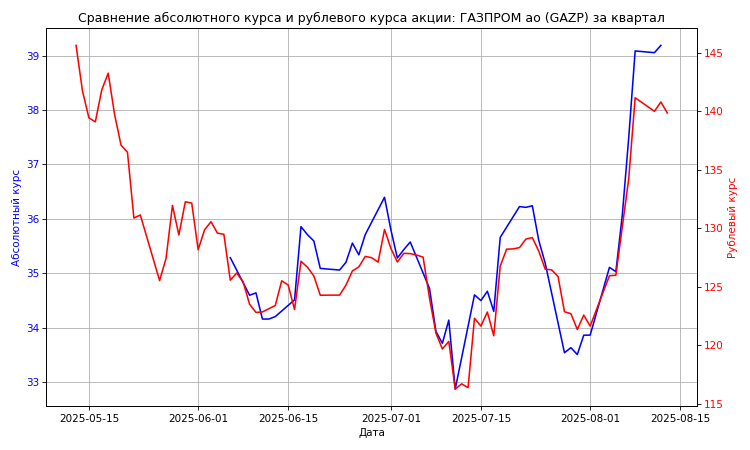 Сравнение абсолютного курса и рублевого курса акции: ГАЗПРОМ ао (GAZP) за квартал
39
38
37
36
35
34
33
Абсолютный курс
145
140
135
130
125
120
115
Рублевый курс
2025-05-15 2025-06-01 2025-06-15 2025-07-01 2025-07-15 2025-08-01 2025-08-15
Дата